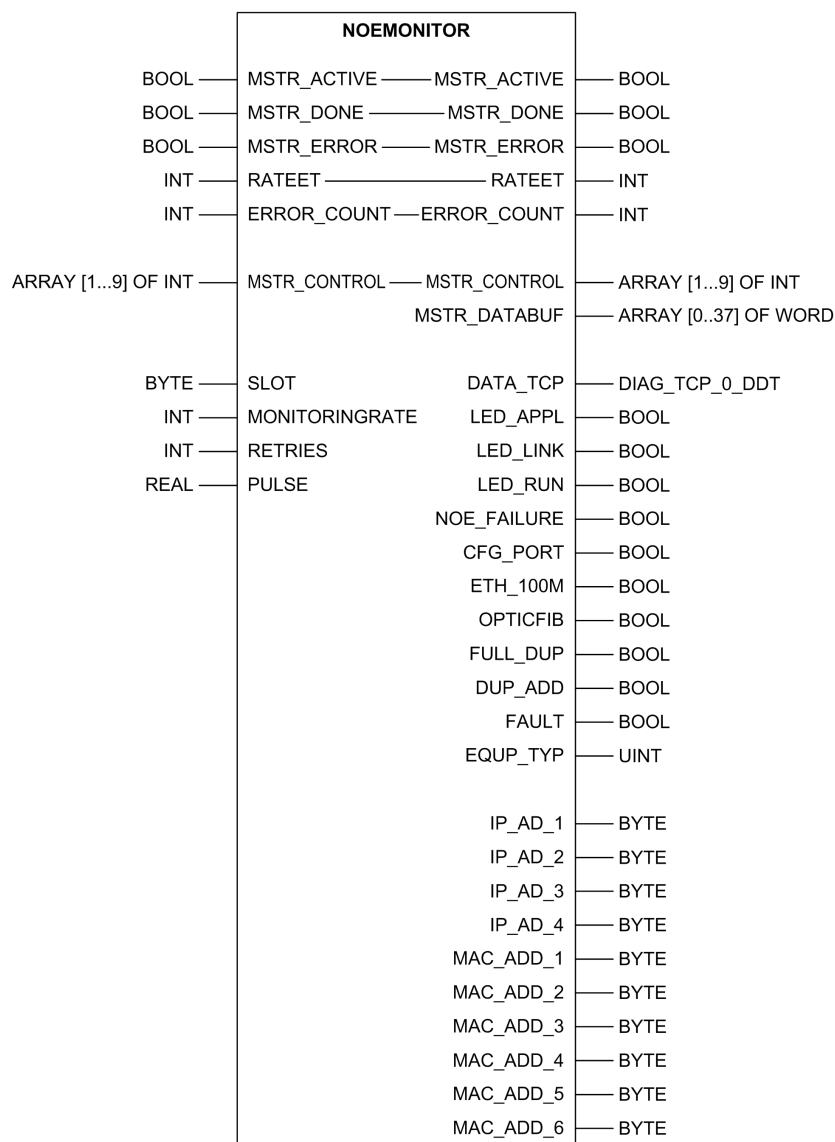 NOEMONITOR
BOOL MSTR_ACTIVE MSTR_ACTIVE BOOL
BOOL MSTR_DONE MSTR_DONE BOOL
BOOL MSTR_ERROR MSTR_ERROR BOOL
INT RATEET RATEET INT
INT ERROR_COUNT ERROR_COUNT INT
ARRAY [1...9] OF INT MSTR_CONTROL MSTR_CONTROL ARRAY [1...9] OF INT
MSTR_DATABUF ARRAY [0..37] OF WORD
BYTE SLOT DATA_TCP DIAG_TCP_0_DDT
INT MONITORINGRATE LED_APPL BOOL
INT RETRIES LED_LINK BOOL
REAL PULSE LED_RUN BOOL
NOE_FAILURE BOOL
CFG_PORT BOOL
ETH_100M BOOL
OPTICFIB BOOL
FULL_DUP BOOL
DUP_ADD BOOL
FAULT BOOL
EQUP_TYP UINT
IP_AD_1 BYTE
IP_AD_2 BYTE
IP_AD_3 BYTE
IP_AD_4 BYTE
MAC_ADD_1 BYTE
MAC_ADD_2 BYTE
MAC_ADD_3 BYTE
MAC_ADD_4 BYTE
MAC_ADD_5 BYTE
MAC_ADD_6 BYTE